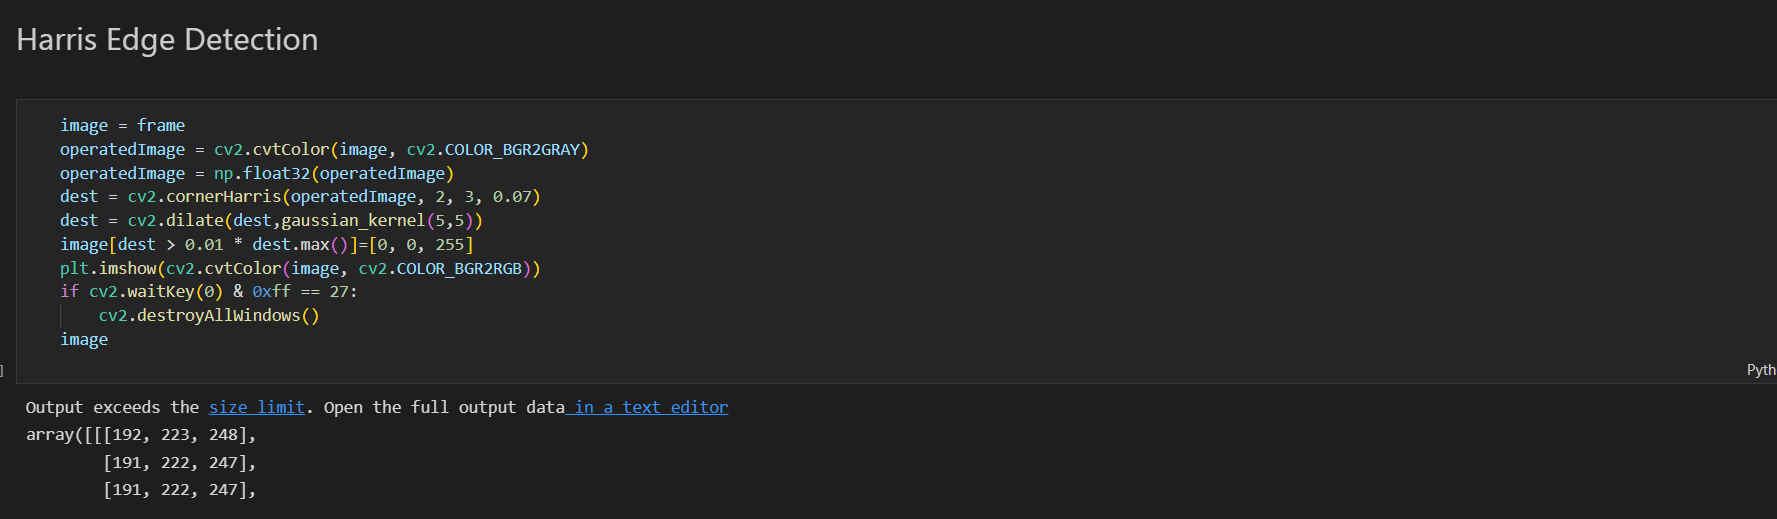 Harris Edge Detection
image = frame
operatedImage = cv2.cvtColor(image, cv2.COLOR_BGR2GRAY)
operatedImage = np.float32(operatedImage)
dest = cv2.cornerHarris(operatedImage, 2, 3, 0.07)
dest = cv2.dilate(dest,gaussian_kernel(5,5))
image[dest > 0.01 * dest.max()]=[0, 0, 255]
plt.imshow(cv2.cvtColor(image, cv2.COLOR_BGR2RGB))
if cv2.waitKey(0) & 0xff == 27:
    cv2.destroyAllWindows()
image
]
Pyth
Output exceeds the size limit. Open the full output data in a text editor
array([[[192, 223, 248],
        [191, 222, 247],
        [191, 222, 247],